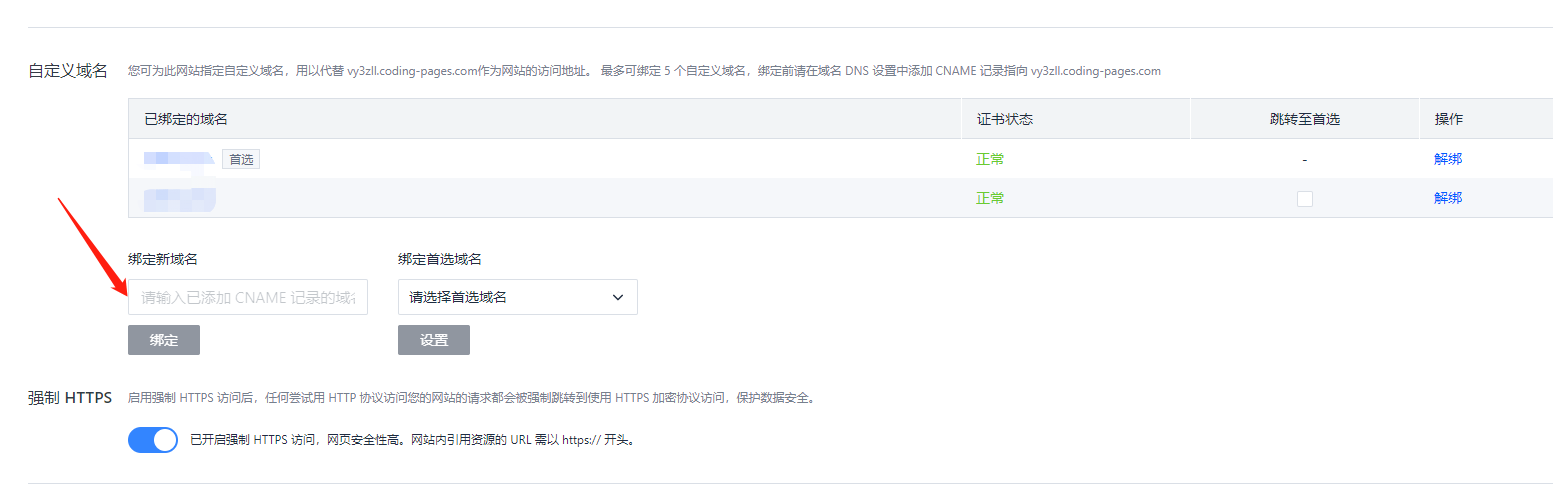 自定义域名
您可为此网站指定自定义域名，用以代替 vy3zll.coding-pages.com作为网站的访问地址。 最多可绑定 5 个自定义域名，绑定前请在域名 DNS 设置中添加 CNAME 记录指向 vy3zll.coding-pages.com
已绑定的域名 证书状态 跳转至首选 操作
首选 正常 - 解绑
正常 解绑
绑定新域名 绑定首选域名
请输入已添加 CNAME 记录的域 请选择首选域名
绑定 设置
强制 HTTPS 启用强制 HTTPS 访问后，任何尝试用 HTTP 协议访问您的网站的请求都会被强制跳转到使用 HTTPS 加密协议访问，保护数据安全。
已开启强制 HTTPS 访问，网页安全性高。网站内引用资源的 URL 需以 https:// 开头。